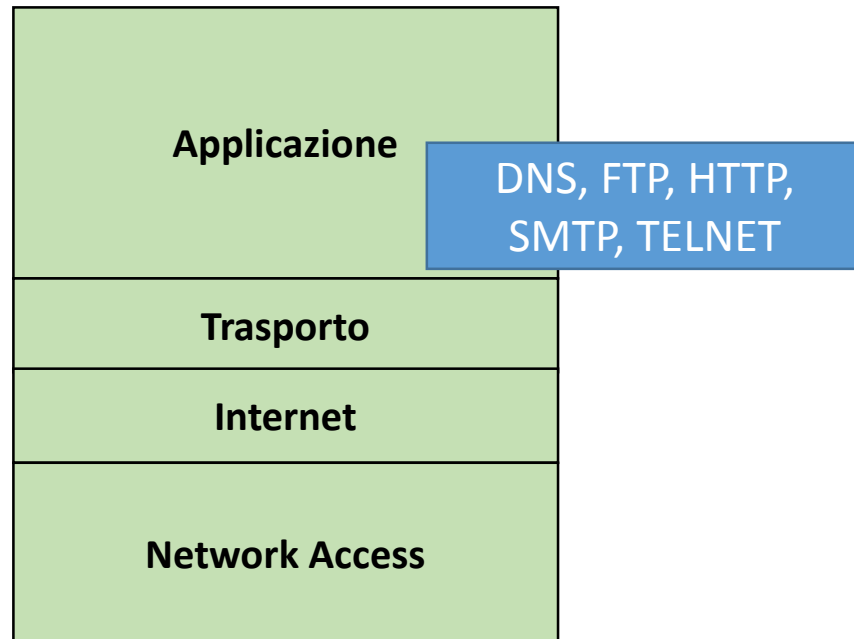 Applicazione
DNS, FTP, HTTP,
SMTP, TELNET
Trasporto
Internet
Network Access